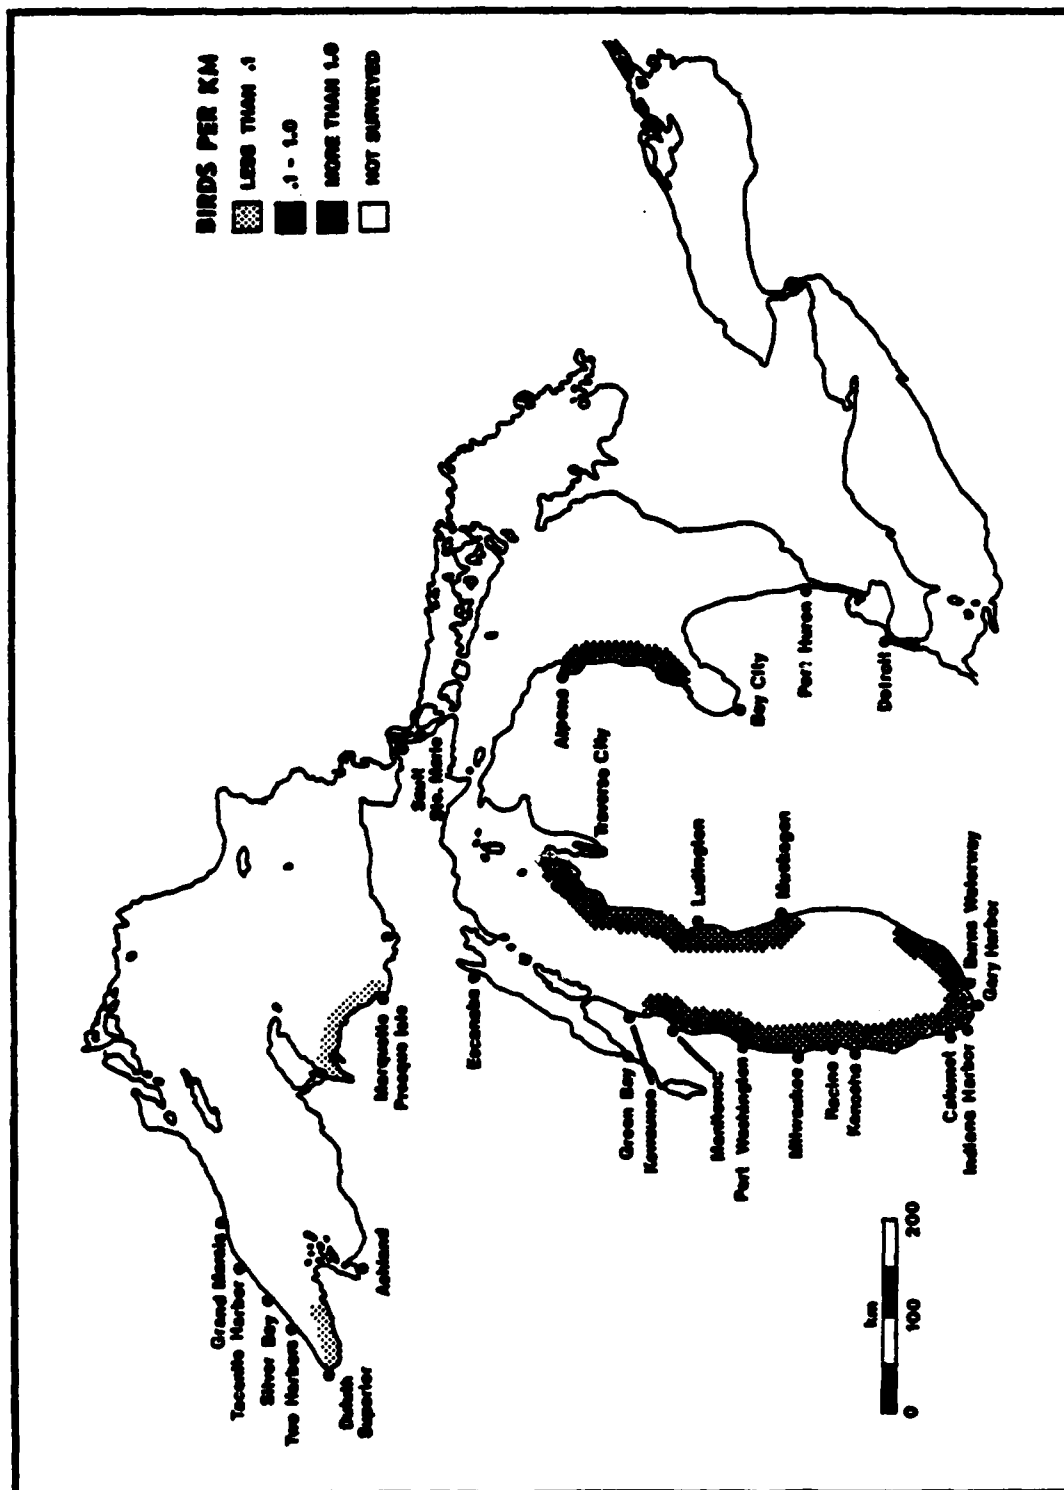 BIRDS PER KM
LESS THAN .1
.1 - 1.0
MORE THAN 1.0
NOT SURVEYED
Grand Marais
Taconite Harbor
Silver Bay
Two Harbors
Duluth
Superior
Ashland
Marquette
Presque Isle
Sault
Ste. Marie
Escanaba
Green Bay
Kewaunee
Manitowoc
Port Washington
Milwaukee
Racine
Kenosha
Calumet
Indiana Harbor
Gary Harbor
Burns Waterway
Muskegon
Ludington
Traverse City
Alpena
Bay City
Port Huron
Detroit
km
0 100 200